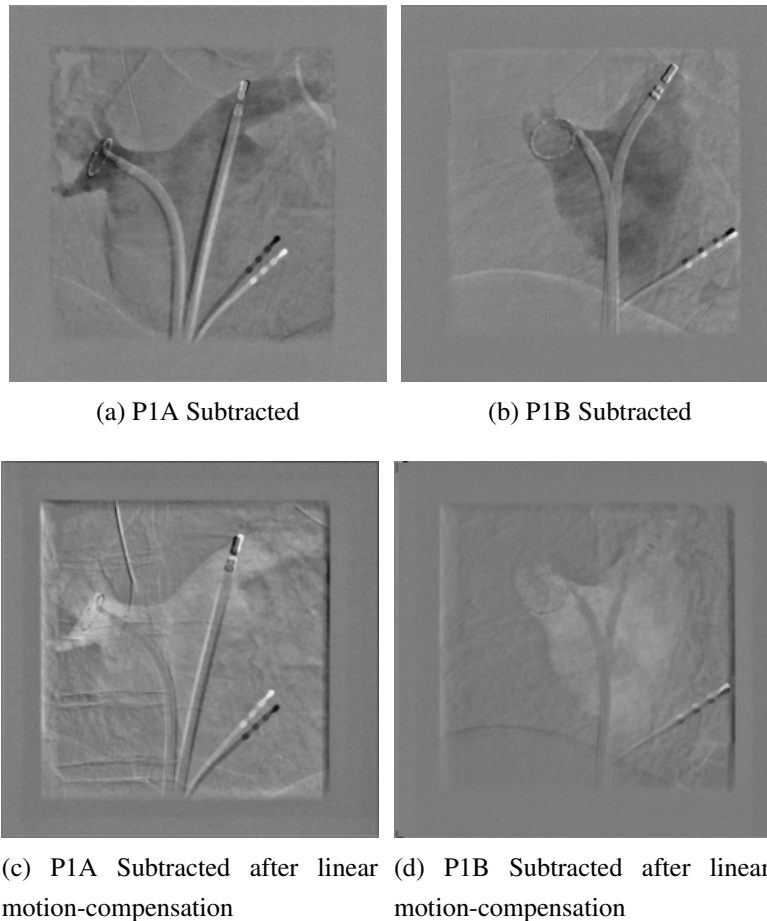 (a) P1A Subtracted
(b) P1B Subtracted
(c) P1A Subtracted after linear
motion-compensation
(d) P1B Subtracted after linear
motion-compensation